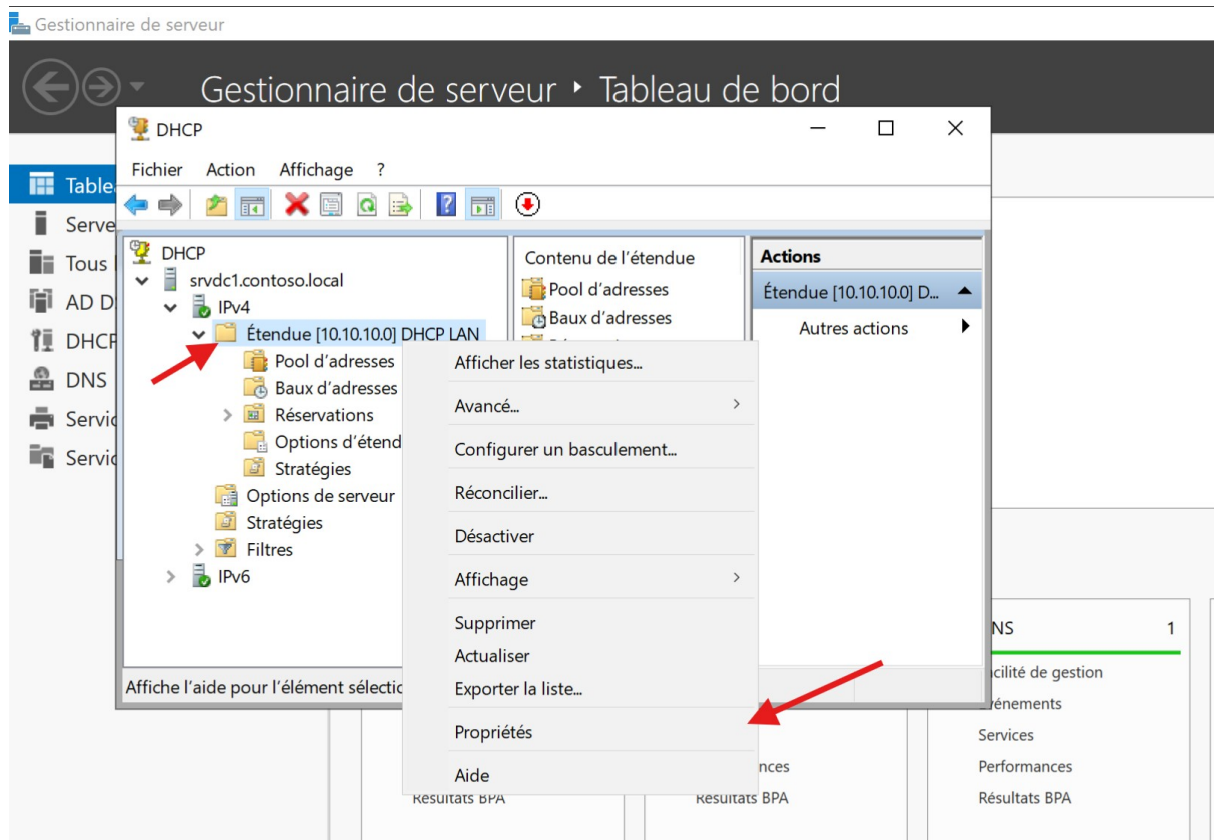 Gestionnaire de serveur
Gestionnaire de serveur ‣ Tableau de bord
DHCP
Fichier Action Affichage ?
DHCP
srvdc1.contoso.local
IPv4
Étendue [10.10.10.0] DHCP LAN
Pool d'adresses
Baux d'adresses
Réservations
Options d'étend
Stratégies
Options de serveur
Stratégies
Filtres
IPv6
Contenu de l'étendue
Pool d'adresses
Baux d'adresses
Actions
Étendue [10.10.10.0] D...
Autres actions
Afficher les statistiques...
Avancé...
Configurer un basculement...
Réconcilier...
Désactiver
Affichage
Supprimer
Actualiser
Exporter la liste...
Propriétés
Aide
Affiche l'aide pour l'élément sélectio
Table
Serve
Tous
AD D
DHCP
DNS
Servic
Servic
Résultats BPA
nces
Résultats BPA
NS 1
cilité de gestion
vénements
Services
Performances
Résultats BPA